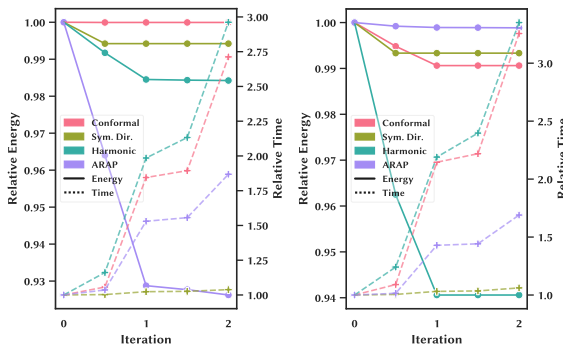 1.00
0.99
0.98
0.97
0.96
0.95
0.94
0.93
Relative Energy
Conformal
Sym. Dir.
Harmonic
ARAP
Energy
Time
3.00
2.75
2.50
2.25
2.00
1.75
1.50
1.25
1.00
Relative Time
0 1 2
Iteration
1.00
0.99
0.98
0.97
0.96
0.95
0.94
Relative Energy
Conformal
Sym. Dir.
Harmonic
ARAP
Energy
Time
3.0
2.5
2.0
1.5
1.0
Relative Time
0 1 2
Iteration